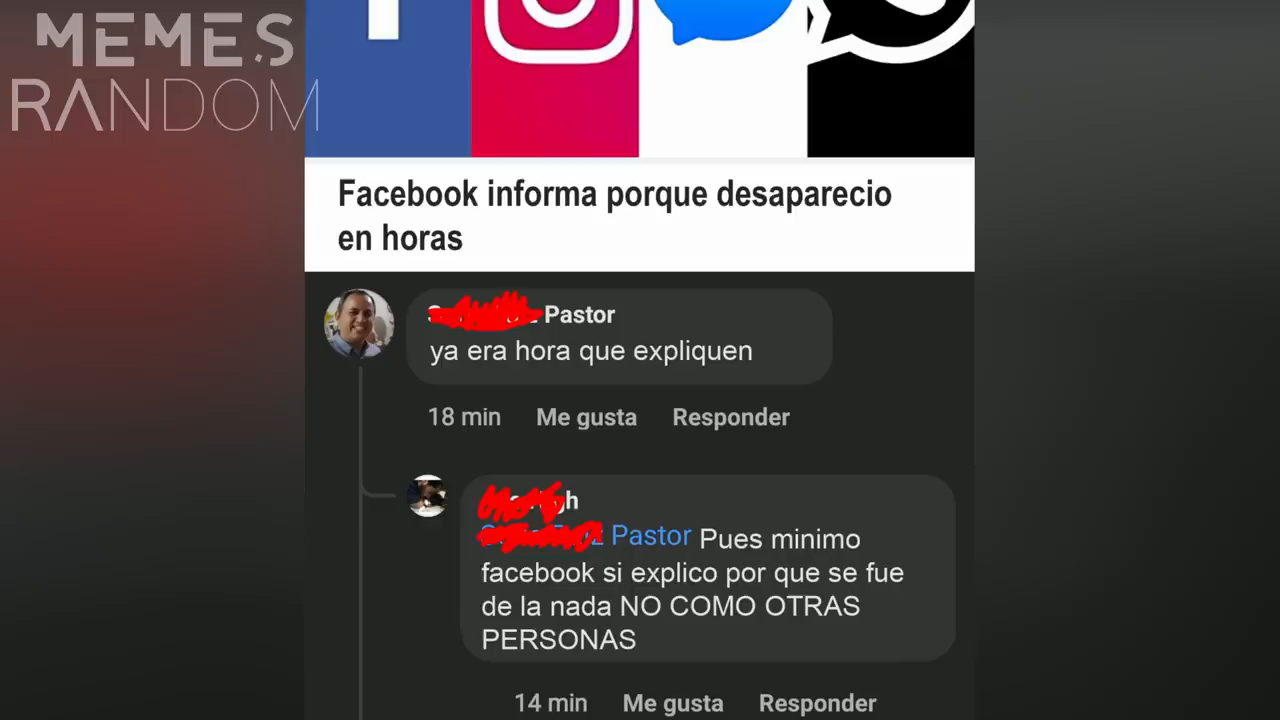 MEMES
RANDOM
Facebook informa porque desaparecio
en horas
Pastor
ya era hora que expliquen
18 min Me gusta Responder
Pastor Pues minimo
facebook si explico por que se fue
de la nada NO COMO OTRAS
PERSONAS
14 min Me gusta Responder